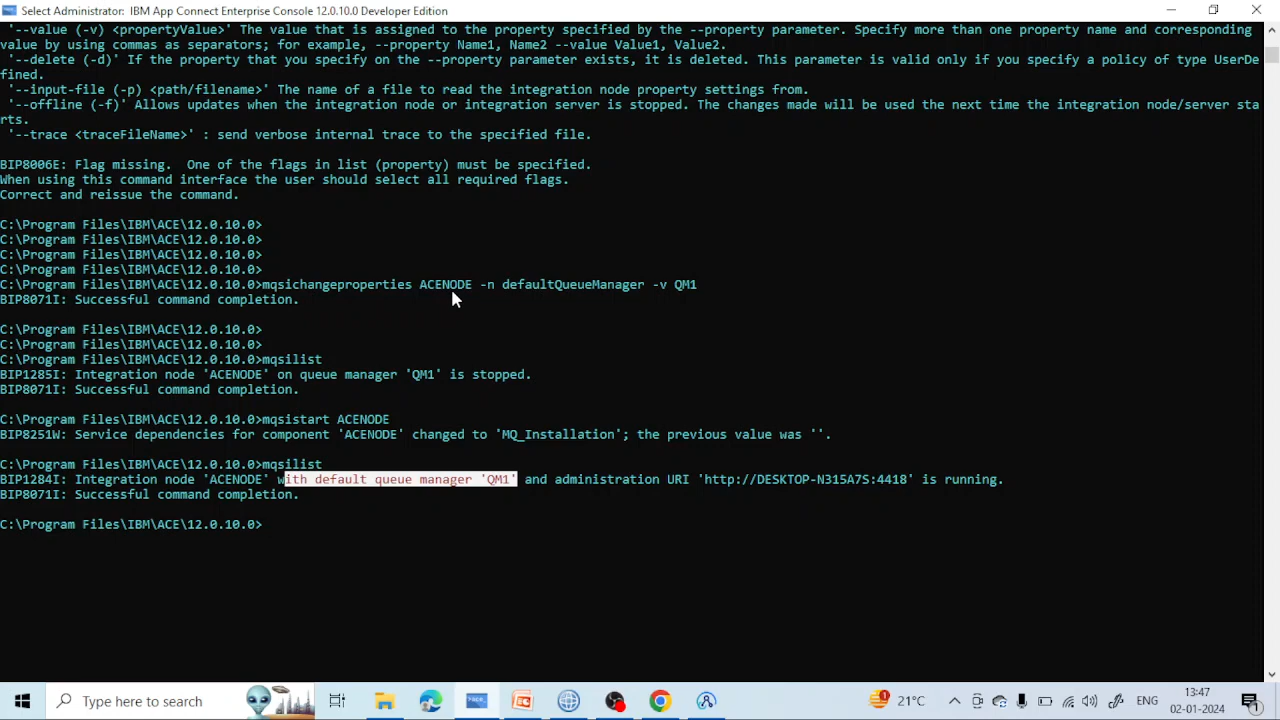 Select Administrator: IBM App Connect Enterprise Console 12.0.10.0 Developer Edition
'--value (-v) <propertyValue>' The value that is assigned to the property specified by the --property parameter. Specify more than one property name and corresponding
value by using commas as separators; for example, --property Name1, Name2 --value Value1, Value2.
'--delete (-d)' If the property that you specify on the --property parameter exists, it is deleted. This parameter is valid only if you specify a policy of type UserDe
fined.
'--input-file (-p) <path/filename>' The name of a file to read the integration node property settings from.
'--offline (-f)' Allows updates when the integration node or integration server is stopped. The changes made will be used the next time the integration node/server sta
rts.
'--trace <traceFileName>' : send verbose internal trace to the specified file.
BIP8006E: Flag missing.  One of the flags in list (property) must be specified.
When using this command interface the user should select all required flags.
Correct and reissue the command.
C:\Program Files\IBM\ACE\12.0.10.0>
C:\Program Files\IBM\ACE\12.0.10.0>
C:\Program Files\IBM\ACE\12.0.10.0>
C:\Program Files\IBM\ACE\12.0.10.0>
C:\Program Files\IBM\ACE\12.0.10.0>mqsichangeproperties ACENODE -n defaultQueueManager -v QM1
BIP8071I: Successful command completion.
C:\Program Files\IBM\ACE\12.0.10.0>
C:\Program Files\IBM\ACE\12.0.10.0>
C:\Program Files\IBM\ACE\12.0.10.0>mqsilist
BIP1285I: Integration node 'ACENODE' on queue manager 'QM1' is stopped.
BIP8071I: Successful command completion.
C:\Program Files\IBM\ACE\12.0.10.0>mqsistart ACENODE
BIP8251W: Service dependencies for component 'ACENODE' changed to 'MQ_Installation'; the previous value was ''.
C:\Program Files\IBM\ACE\12.0.10.0>mqsilist
BIP1284I: Integration node 'ACENODE' with default queue manager 'QM1' and administration URI 'http://DESKTOP-N315A7S:4418' is running.
BIP8071I: Successful command completion.
C:\Program Files\IBM\ACE\12.0.10.0>
Type here to search
21°C
ENG
13:47
02-01-2024
1